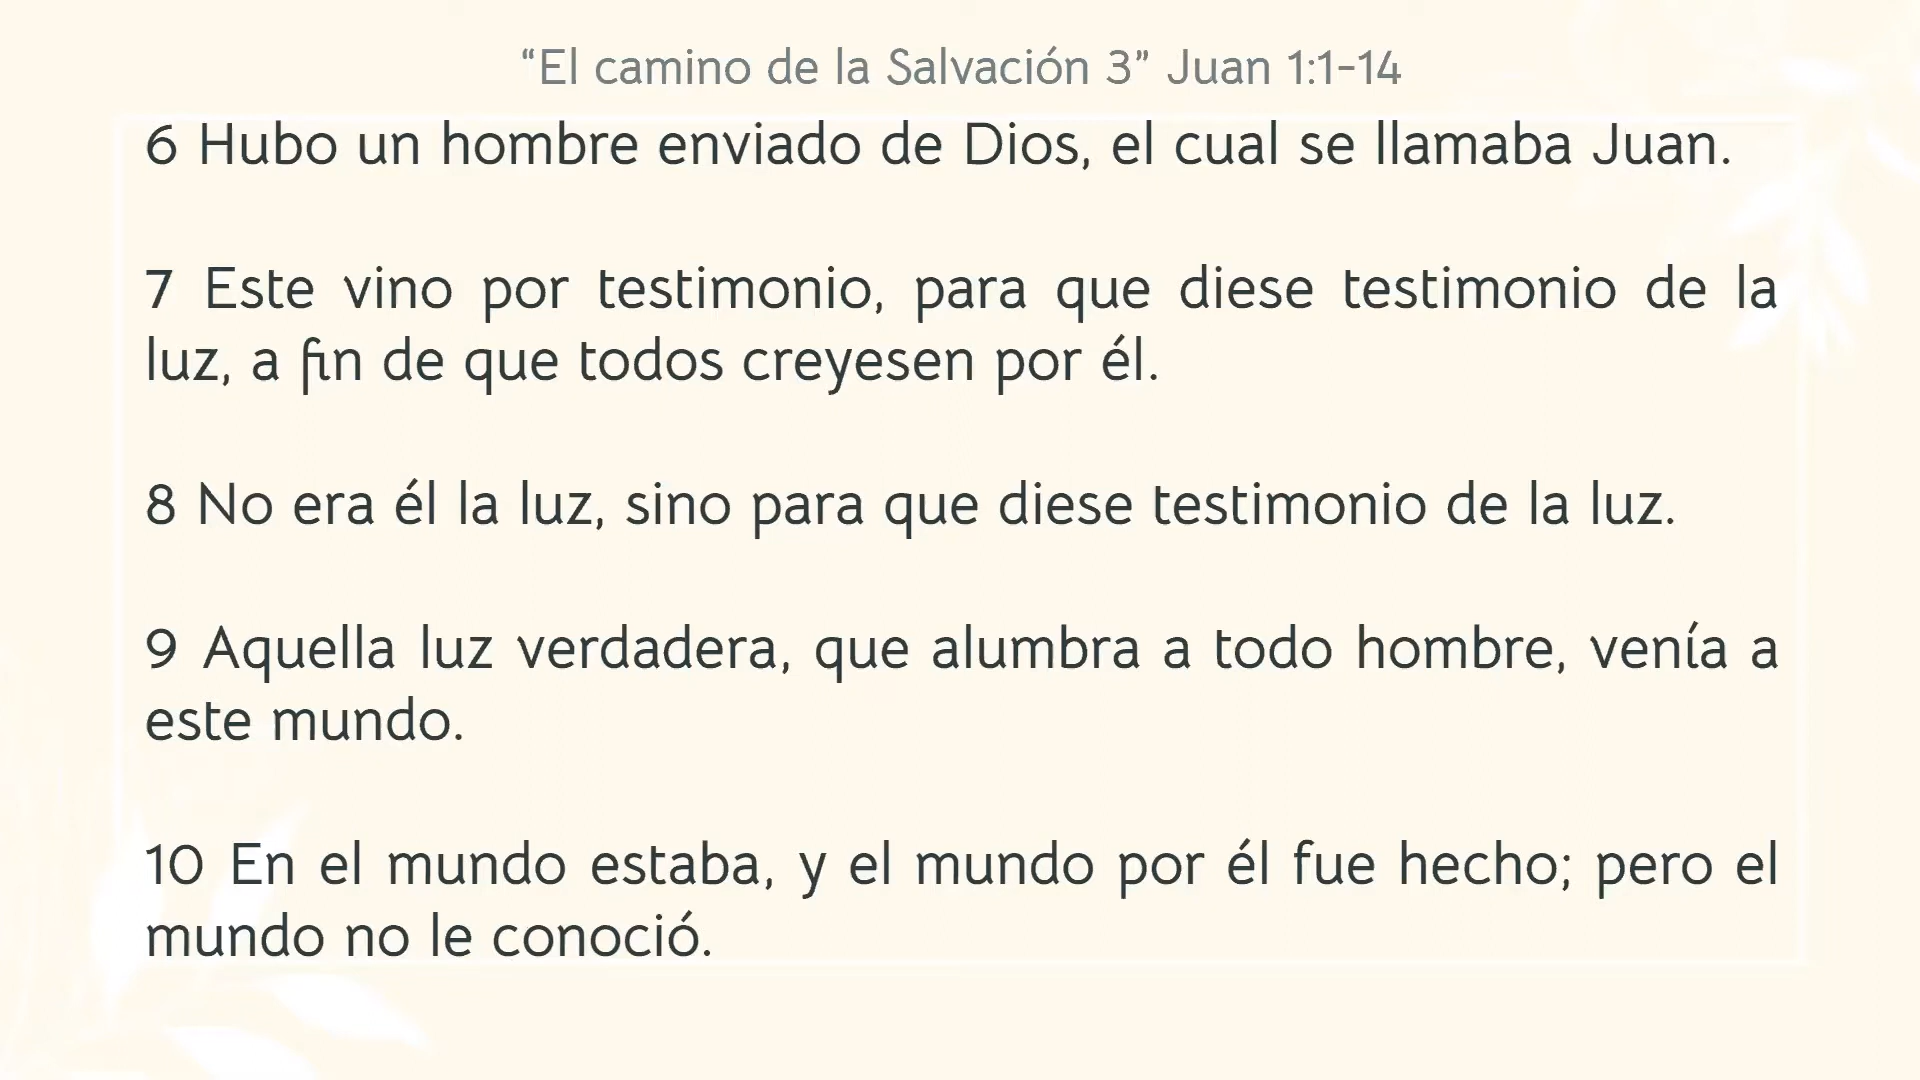 “El camino de la Salvación 3” Juan 1:1-14
6 Hubo un hombre enviado de Dios, el cual se llamaba Juan.
7 Este vino por testimonio, para que diese testimonio de la
luz, a fin de que todos creyesen por él.
8 No era él la luz, sino para que diese testimonio de la luz.
9 Aquella luz verdadera, que alumbra a todo hombre, venía a
este mundo.
10 En el mundo estaba, y el mundo por él fue hecho; pero el
mundo no le conoció.